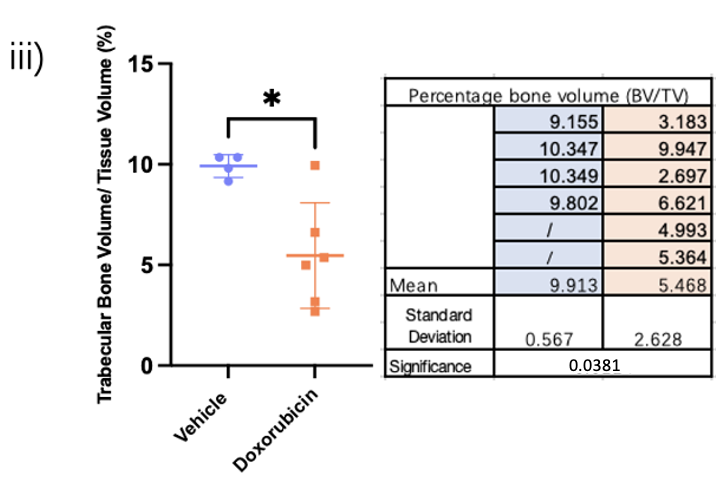 iii)
Trabecular Bone Volume/ Tissue Volume (%)
15
10
5
0
*
Vehicle
Doxorubicin
Percentage bone volume (BV/TV)
9.155 3.183
10.347 9.947
10.349 2.697
9.802 6.621
/ 4.993
/ 5.364
Mean 9.913 5.468
Standard
Deviation 0.567 2.628
Significance 0.0381